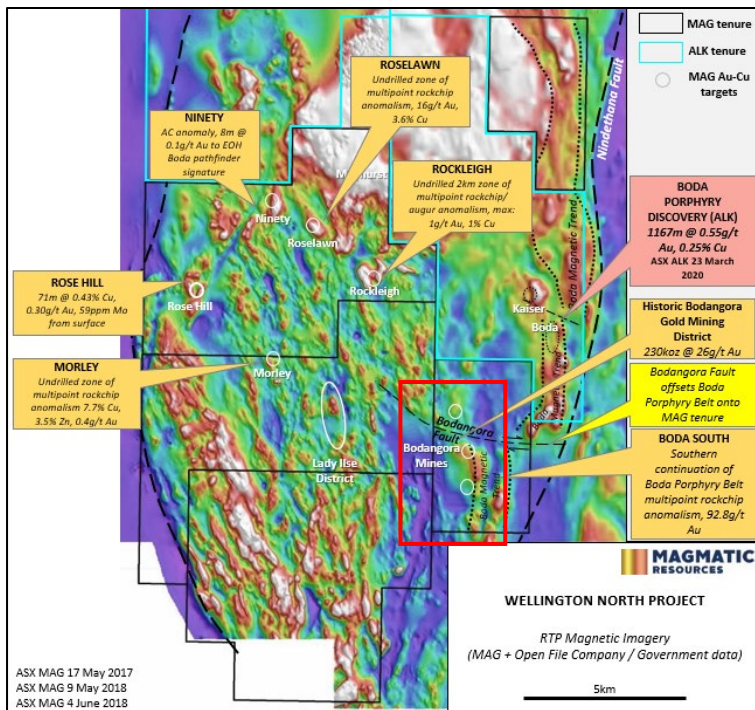 MAG tenure
ALK tenure
MAG Au-Cu
targets
ROSELAWN
Undrilled zone of
multipoint rockchip
anomalism, 16g/t Au,
3.6% Cu
NINETY
AC anomaly, 8m @
0.1g/t Au to EOH
Boda pathfinder
signature
ROCKLEIGH
Undrilled 2km zone of
multipoint rockchip/
augur anomalism, max:
1g/t Au, 1% Cu
Nindethana Fault
BODA
PORPHYRY
DISCOVERY (ALK)
1167m @ 0.55g/t
Au, 0.25% Cu
ASX ALK 23 March
2020
Ninety
Roselawn
Rockleigh
Boda Magnetic Trend
ROSE HILL
71m @ 0.43% Cu,
0.30g/t Au, 59ppm Mo
from surface
Rose Hill
Kaiser
Boda
Historic Bodangora
Gold Mining
District
230koz @ 26g/t Au
MORLEY
Undrilled zone of
multipoint rockchip
anomalism 7.7% Cu,
3.5% Zn, 0.4g/t Au
Morley
Boda Magnetic Trend
Bodangora Fault
offsets Boda
Porphyry Belt onto
MAG tenure
Bodangora
Fault
Bodangora
Mines
Lady Ilse
District
Boda Magnetic
Trend
BODA SOUTH
Southern
continuation of
Boda Porphyry Belt
multipoint rockchip
anomalism, 92.8g/t
Au
MAGMATIC
RESOURCES
WELLINGTON NORTH PROJECT
RTP Magnetic Imagery
(MAG + Open File Company / Government data)
ASX MAG 17 May 2017
ASX MAG 9 May 2018
ASX MAG 4 June 2018
5km